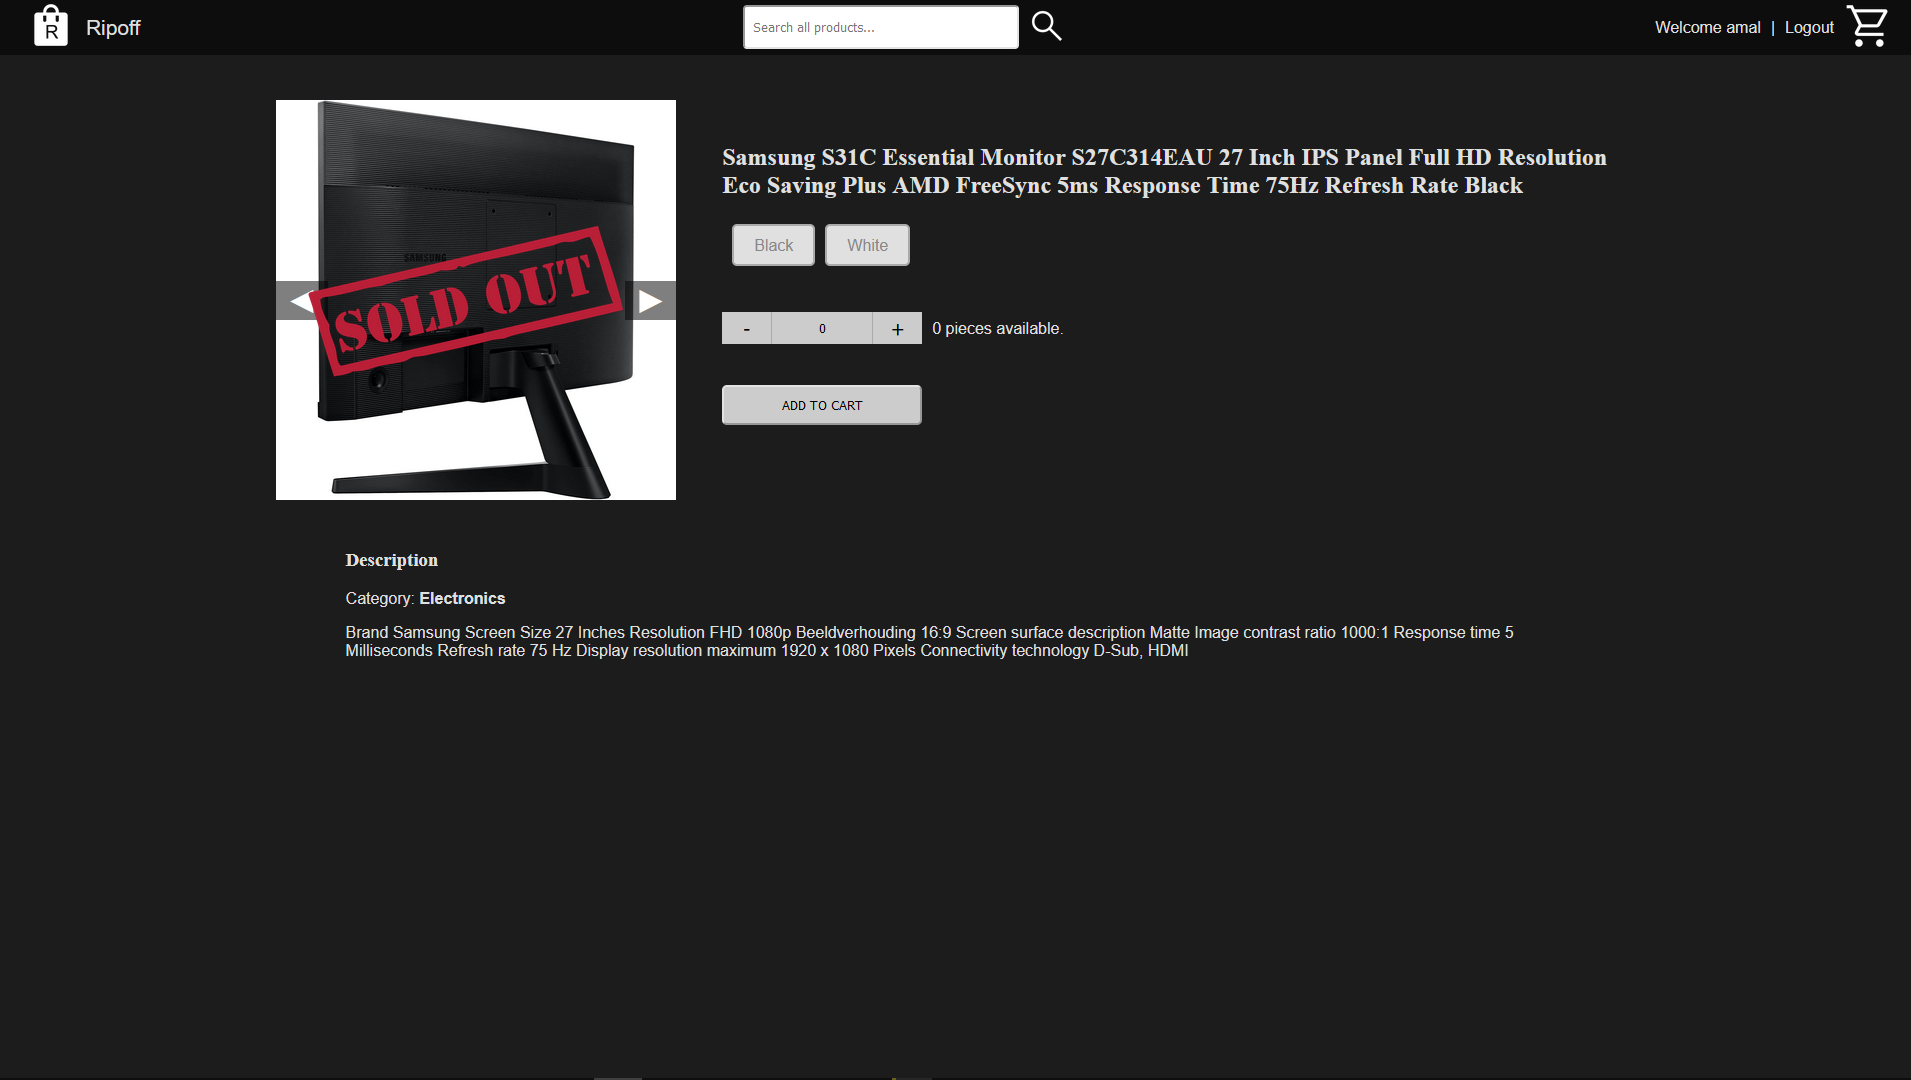 R
Ripoff
Search all products...
Welcome amal | Logout
Samsung S31C Essential Monitor S27C314EAU 27 Inch IPS Panel Full HD Resolution
Eco Saving Plus AMD FreeSync 5ms Response Time 75Hz Refresh Rate Black
Black
White
SAMSUNG
SOLD OUT
- 0 + 0 pieces available.
ADD TO CART
Description
Category: Electronics
Brand Samsung Screen Size 27 Inches Resolution FHD 1080p Beeldverhouding 16:9 Screen surface description Matte Image contrast ratio 1000:1 Response time 5
Milliseconds Refresh rate 75 Hz Display resolution maximum 1920 x 1080 Pixels Connectivity technology D-Sub, HDMI